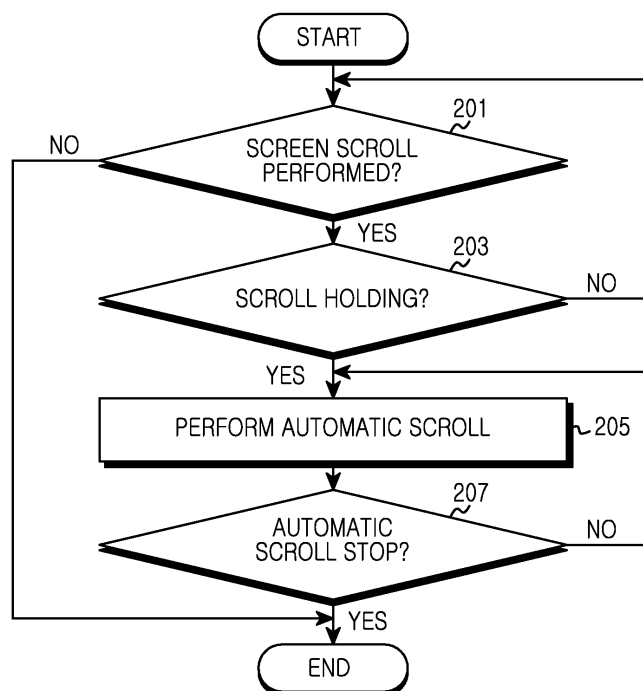 START
201
NO
SCREEN SCROLL
PERFORMED?
YES
203
SCROLL HOLDING?
NO
YES
PERFORM AUTOMATIC SCROLL
205
207
AUTOMATIC
SCROLL STOP?
NO
YES
END